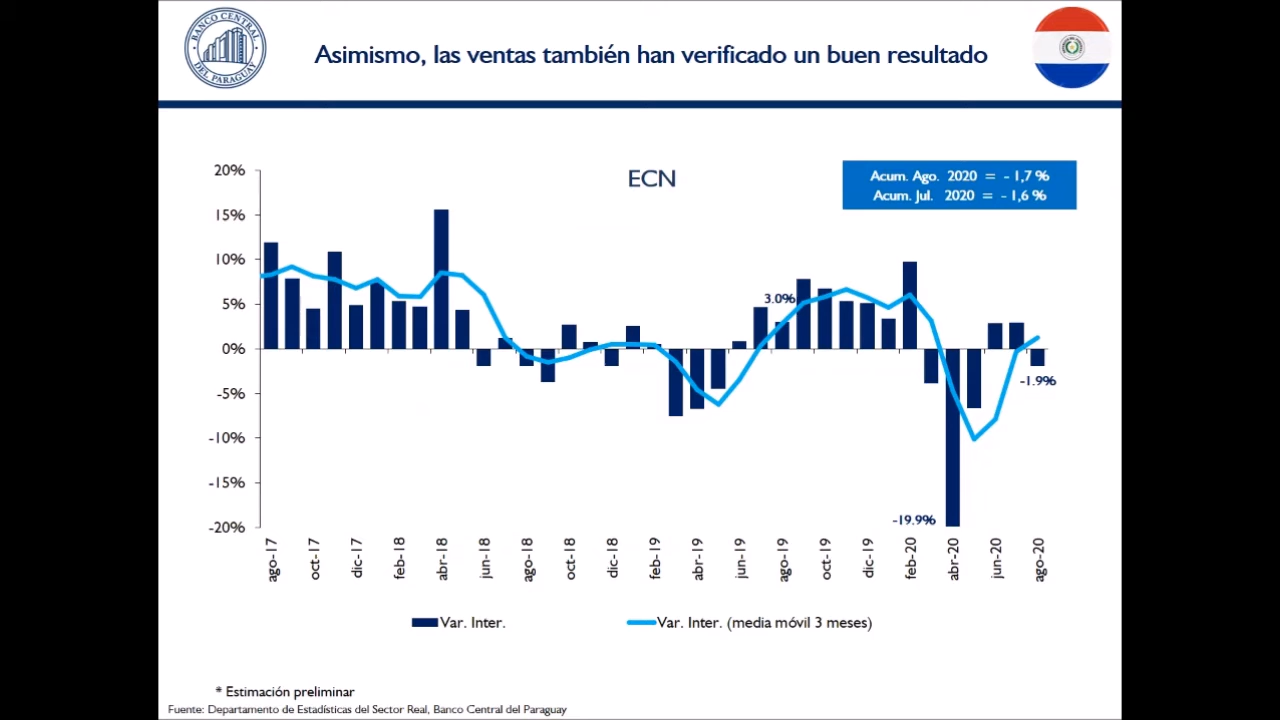 BANCO CENTRAL
DEL PARAGUAY
Asimismo, las ventas también han verificado un buen resultado
ECN
Acum. Ago. 2020 = - 1,7 %
Acum. Jul. 2020 = - 1,6 %
20%
15%
10%
5%
0%
-5%
-10%
-15%
-20%
3.0%
-1.9%
-19.9%
ago-17
oct-17
dic-17
feb-18
abr-18
jun-18
ago-18
oct-18
dic-18
feb-19
abr-19
jun-19
ago-19
oct-19
dic-19
feb-20
abr-20
jun-20
ago-20
Var. Inter.
Var. Inter. (media móvil 3 meses)
* Estimación preliminar
Fuente: Departamento de Estadísticas del Sector Real, Banco Central del Paraguay